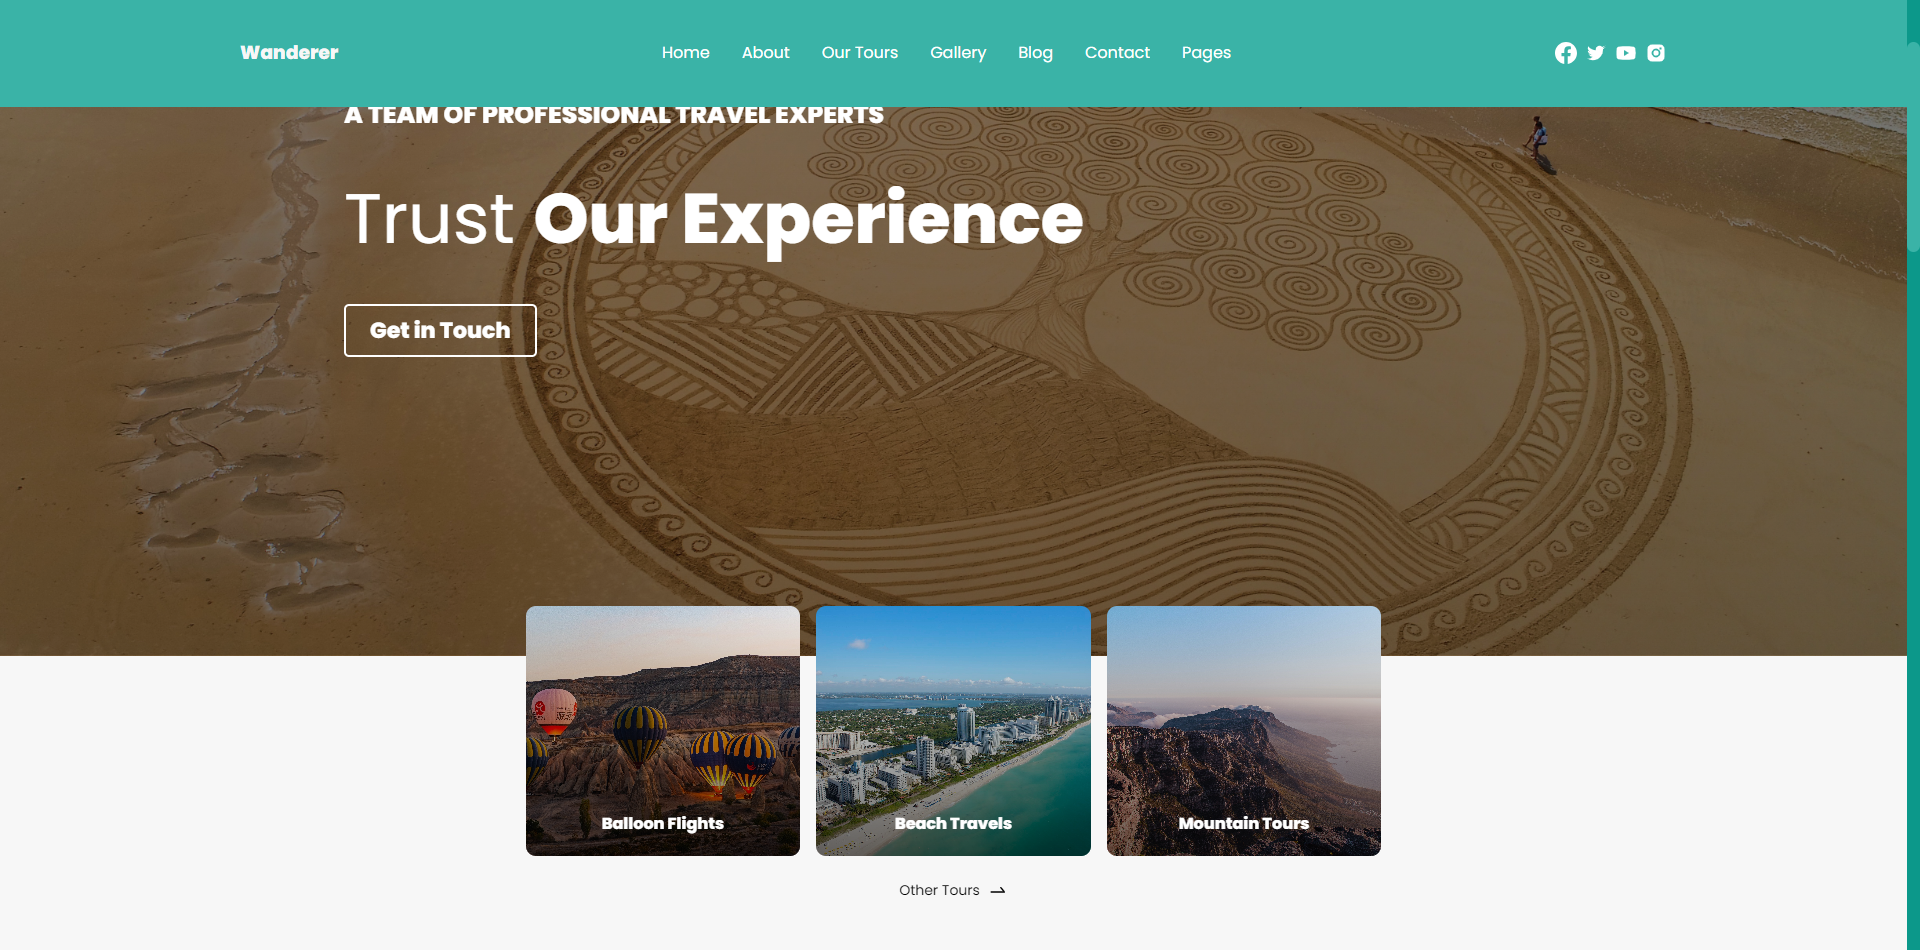 Wanderer
Home About Our Tours Gallery Blog Contact Pages
A TEAM OF PROFESSIONAL TRAVEL EXPERTS
Trust Our Experience
Get in Touch
Balloon Flights
Beach Travels
Mountain Tours
Other Tours